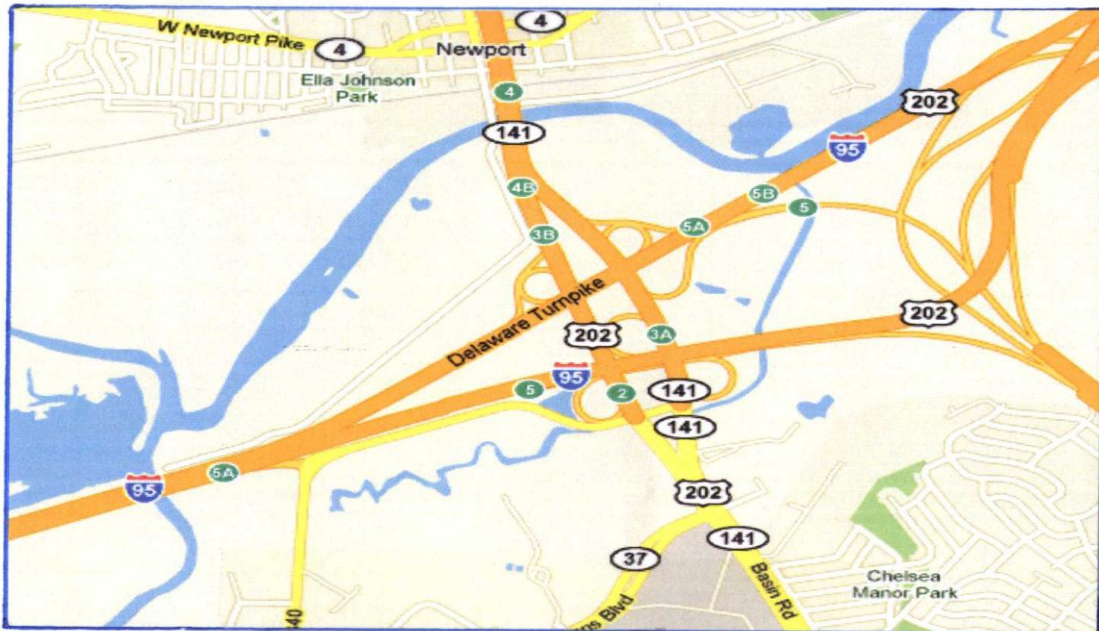 W Newport Pike
4
4
Newport
Ella Johnson
Park
4
141
202
95
4B
5B
5
3B
5A
Delaware Turnpike
202
202
3A
95
5
2
141
141
5A
95
202
37
141
Basin Rd
Chelsea
Manor Park
40
ns Blvd